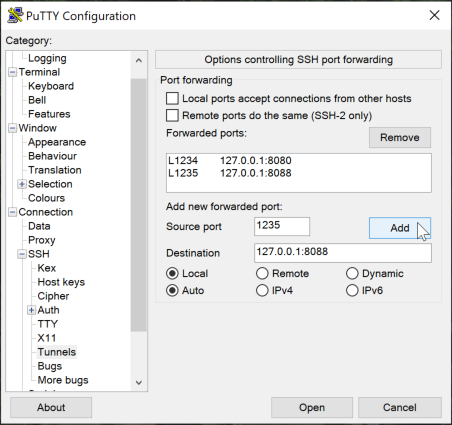 PuTTY Configuration
Category:
Logging
Terminal
Keyboard
Bell
Features
Window
Appearance
Behaviour
Translation
Selection
Colours
Connection
Data
Proxy
SSH
Kex
Host keys
Cipher
Auth
TTY
X11
Tunnels
Bugs
More bugs
Options controlling SSH port forwarding
Port forwarding
Local ports accept connections from other hosts
Remote ports do the same (SSH-2 only)
Forwarded ports:
Remove
L1234 127.0.0.1:8080
L1235 127.0.0.1:8088
Add new forwarded port:
Source port 1235 Add
Destination 127.0.0.1:8088
Local Remote Dynamic
Auto IPv4 IPv6
About Open Cancel